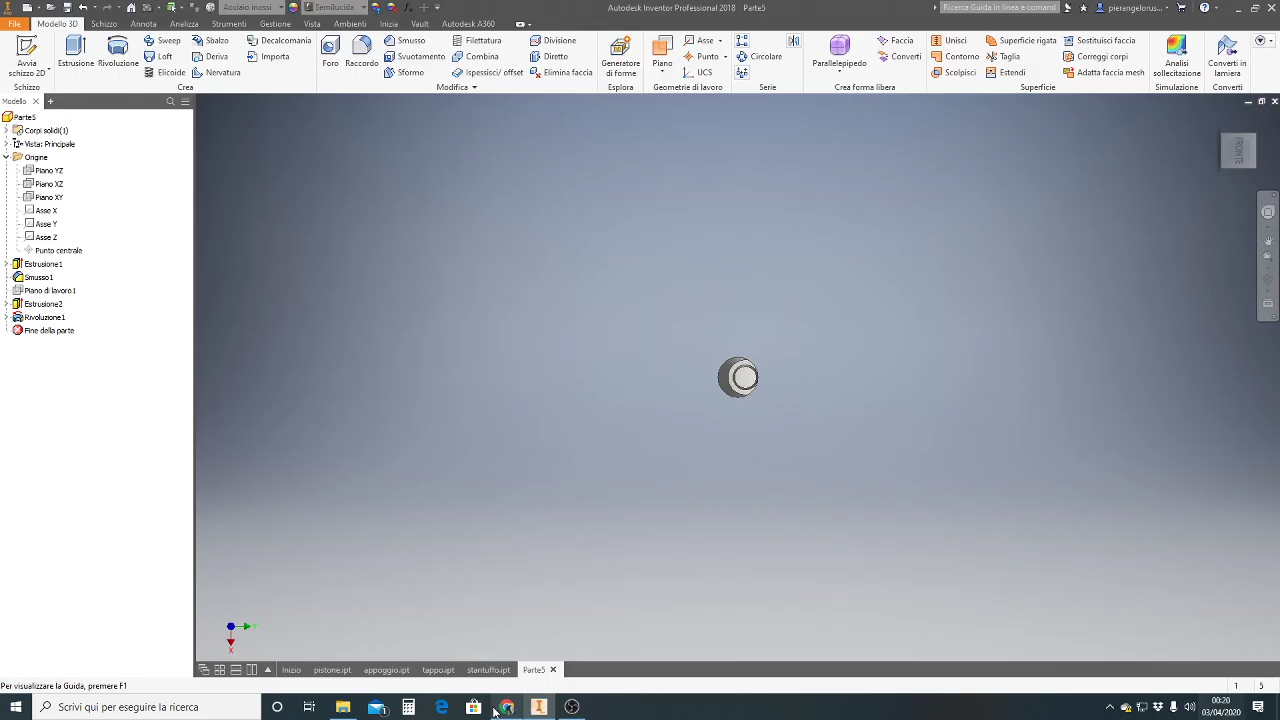 Acciaio inossi
Semilucida
Autodesk Inventor Professional 2018
Parte5
Ricerca Guida in linea e comand
pierangelorus...
File
Modello 3D
Schizzo
Annota
Analizza
Strumenti
Gestione
Vista
Ambienti
Inizia
Vault
Autodesk A360
Avvia
schizzo 2D
Estrusione
Rivoluzione
Sweep
Loft
Elicoide
Sbalzo
Deriva
Nervatura
Decalcomania
Importa
Foro
Raccordo
Smusso
Svuotamento
Sformo
Filettatura
Combina
Ispessisci/ offset
Divisione
Diretto
Elimina faccia
Generatore
di forme
Piano
Asse
Punto
UCS
Circolare
Parallelepipedo
Faccia
Converti
Unisci
Contorno
Scolpisci
Superficie rigata
Taglia
Estendi
Sostituisci faccia
Correggi corpi
Adatta faccia mesh
Analisi
sollecitazione
Converti in
lamiera
Schizzo
Crea
Modifica
Esplora
Geometria di lavoro
Serie
Crea forma libera
Superficie
Simulazione
Converti
Modello
Parte5
Corpi solidi(1)
Vista: Principale
Origine
Piano YZ
Piano XZ
Piano XY
Asse X
Asse Y
Asse Z
Punto centrale
Estrusione1
Smusso1
Piano di lavoro1
Estrusione2
Rivoluzione1
Fine della parte
FRONTE
Y
X
Inizio
pistone.ipt
appoggio.ipt
tappo.ipt
stantuffo.ipt
Parte5
Per visualizzare la Guida, premere F1
1
5
Scrivi qui per eseguire la ricerca
00:20
03/04/2020